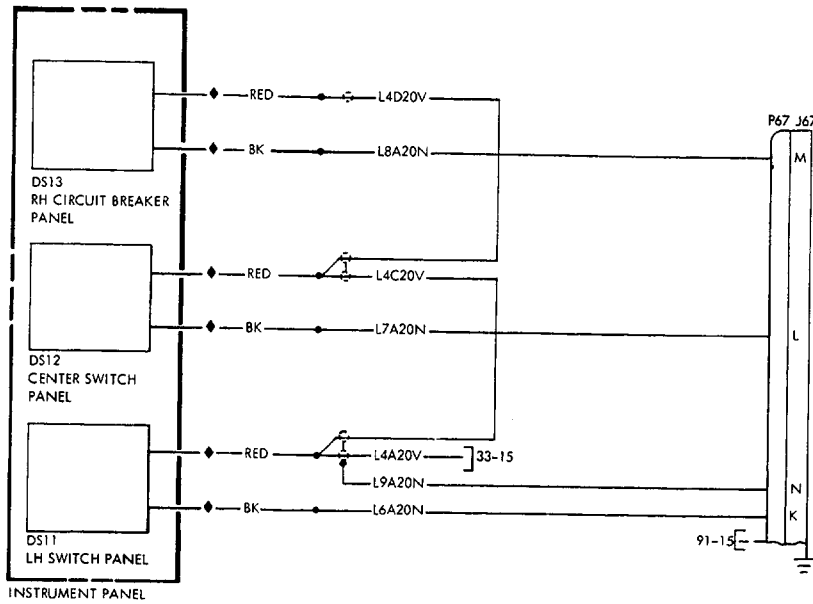 RED
L4D20V
P67 J67
BK
L8A20N
M
DS13
RH CIRCUIT BREAKER
PANEL
RED
L4C20V
BK
L7A20N
L
DS12
CENTER SWITCH
PANEL
RED
L4A20V
33-15
L9A20N
N
BK
L6A20N
K
DS11
LH SWITCH PANEL
91-15
INSTRUMENT PANEL